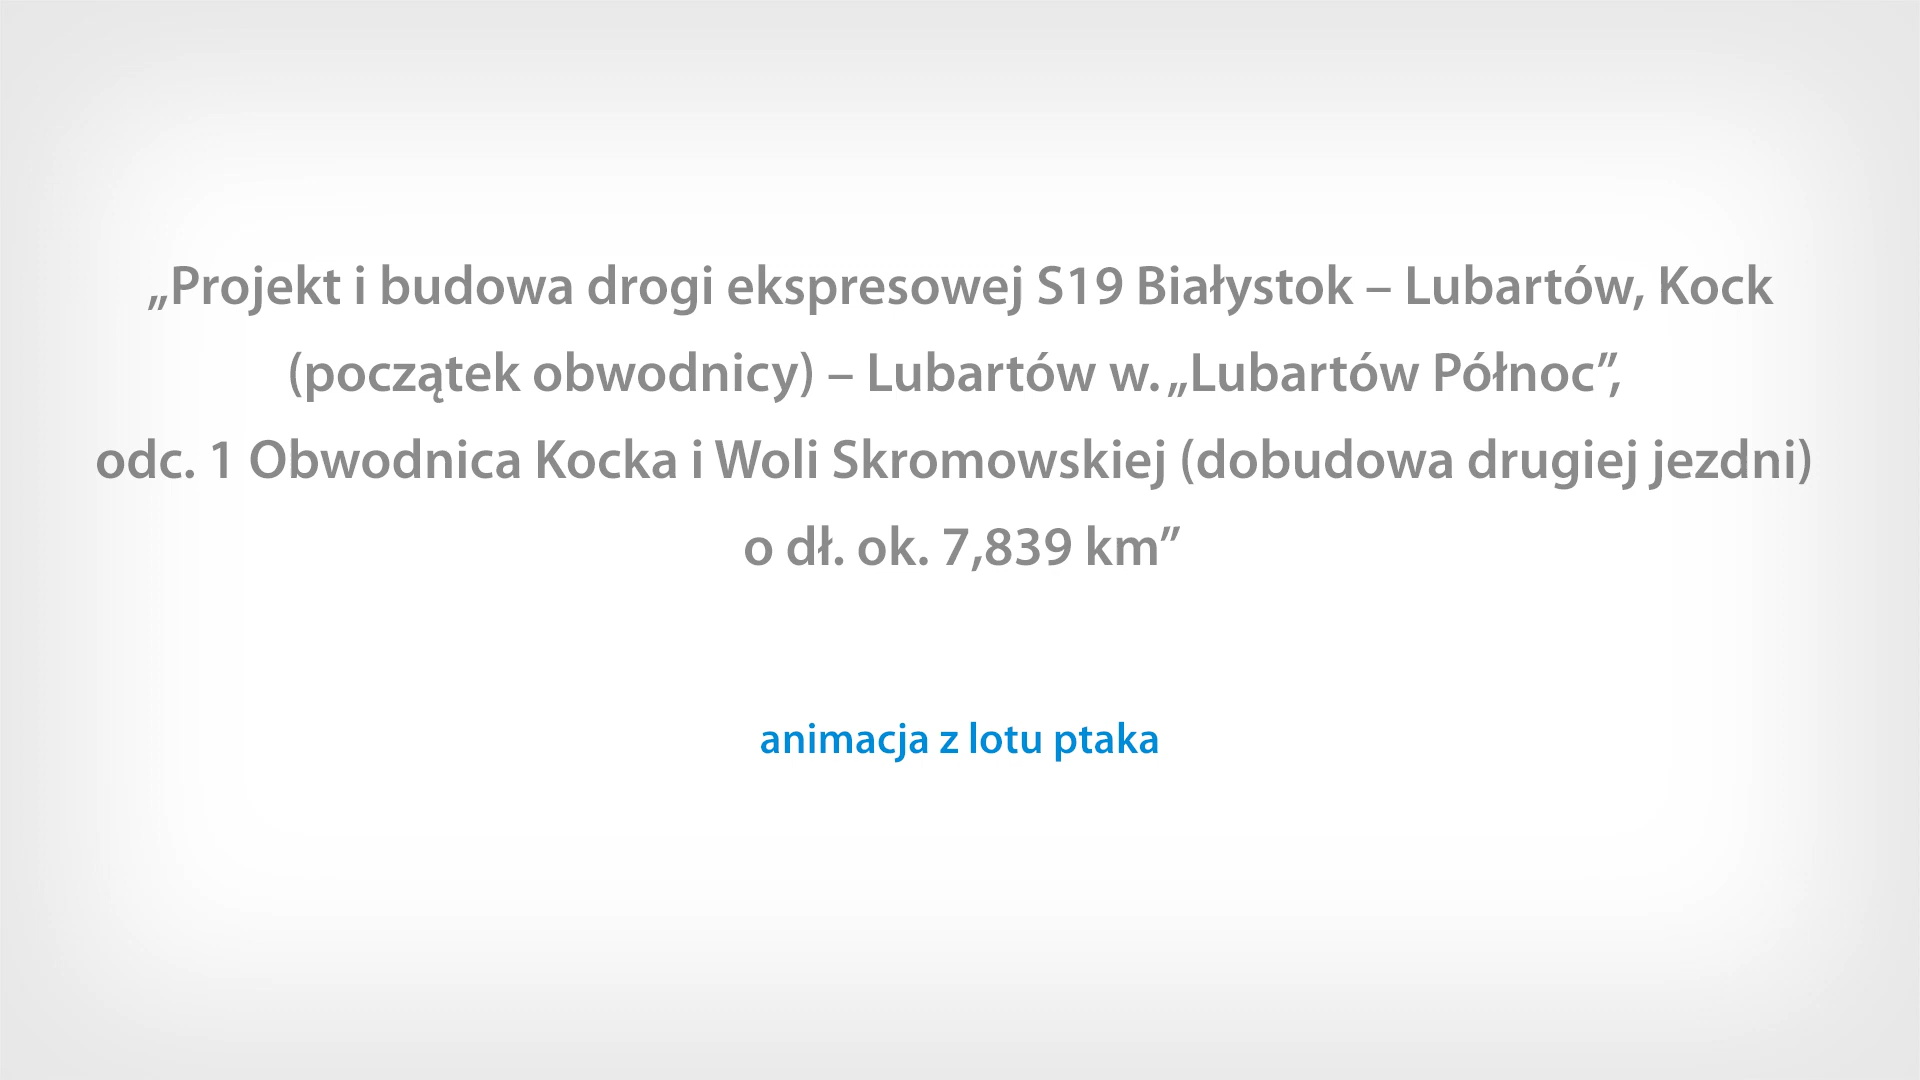 „Projekt i budowa drogi ekspresowej S19 Białystok – Lubartów, Kock
(początek obwodnicy) – Lubartów w. „Lubartów Północ”,
odc. 1 Obwodnica Kocka i Woli Skromowskiej (dobudowa drugiej jezdni)
o dł. ok. 7,839 km”
animacja z lotu ptaka